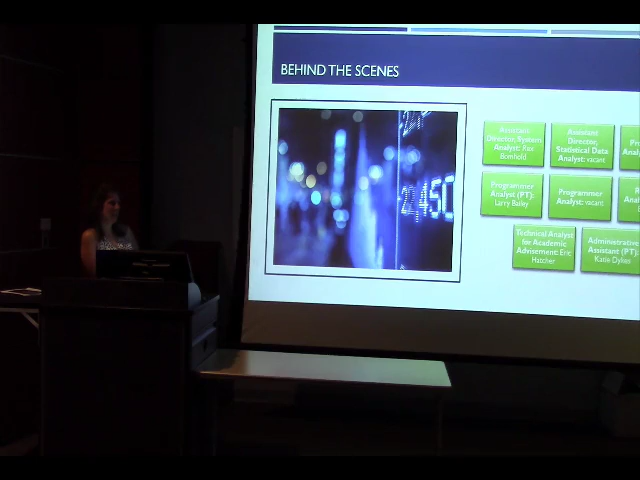 BEHIND THE SCENES
Assistant
Director, System
Analyst: Rex
Bomhold
Assistant
Director,
Statistical Data
Analyst: vacant
Programmer
Analyst (PT):
Larry Bailey
Programmer
Analyst: vacant
Technical Analyst
for Academic
Advisement: Eric
Hatcher
Administrative
Assistant (PT):
Katie Dykes